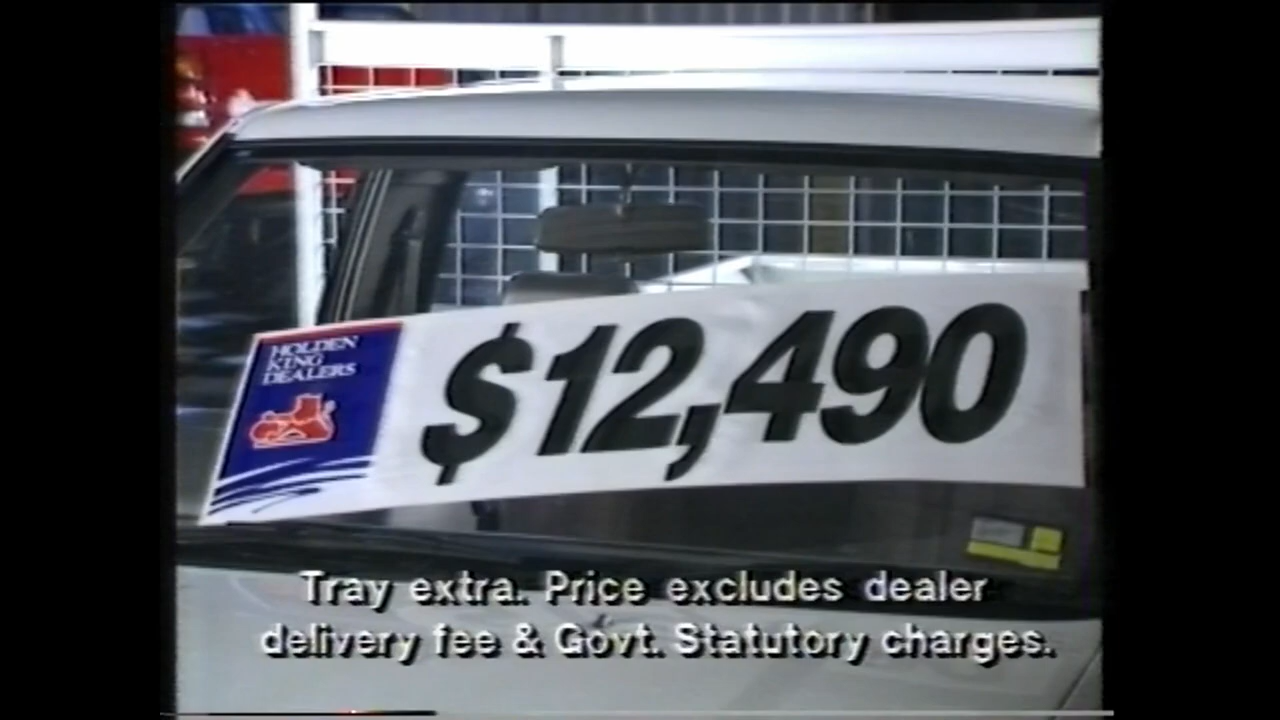 HOLDEN
KING
DEALERS
$12,490
Tray extra. Price excludes dealer
delivery fee & Govt. Statutory charges.